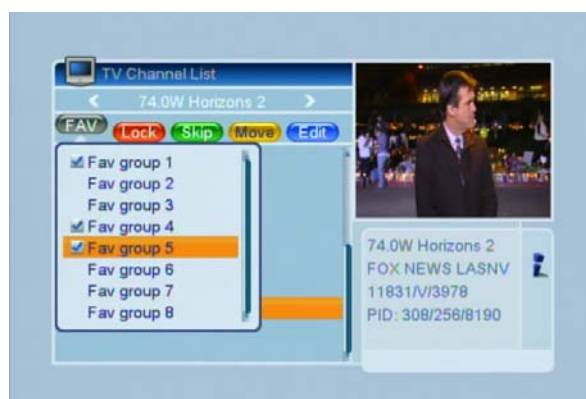 TV Channel List
74.0W Horizons 2
FAV Lock Skip Move Edit
Fav group 1
Fav group 2
Fav group 3
Fav group 4
Fav group 5
Fav group 6
Fav group 7
Fav group 8
74.0W Horizons 2
FOX NEWS LASNV
11831/V/3978
PID: 308/256/8190